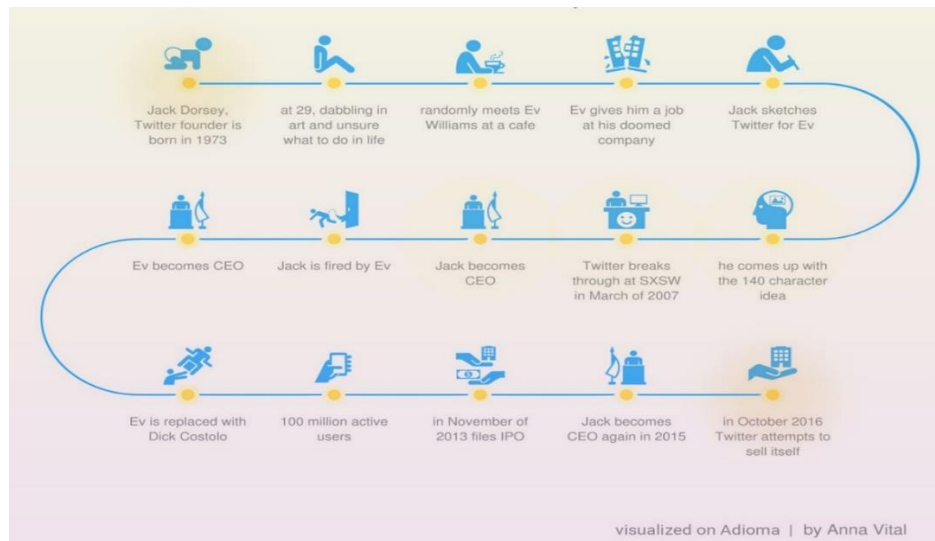 Jack Dorsey,
Twitter founder is
born in 1973
at 29, dabbling in
art and unsure
what to do in life
randomly meets Ev
Williams at a cafe
Ev gives him a job
at his doomed
company
Jack sketches
Twitter for Ev
he comes up with
the 140 character
idea
Twitter breaks
through at SXSW
in March of 2007
Jack becomes
CEO
Jack is fired by Ev
Ev becomes CEO
Ev is replaced with
Dick Costolo
100 million active
users
in November of
2013 files IPO
Jack becomes
CEO again in 2015
in October 2016
Twitter attempts to
sell itself
visualized on Adioma | by Anna Vital